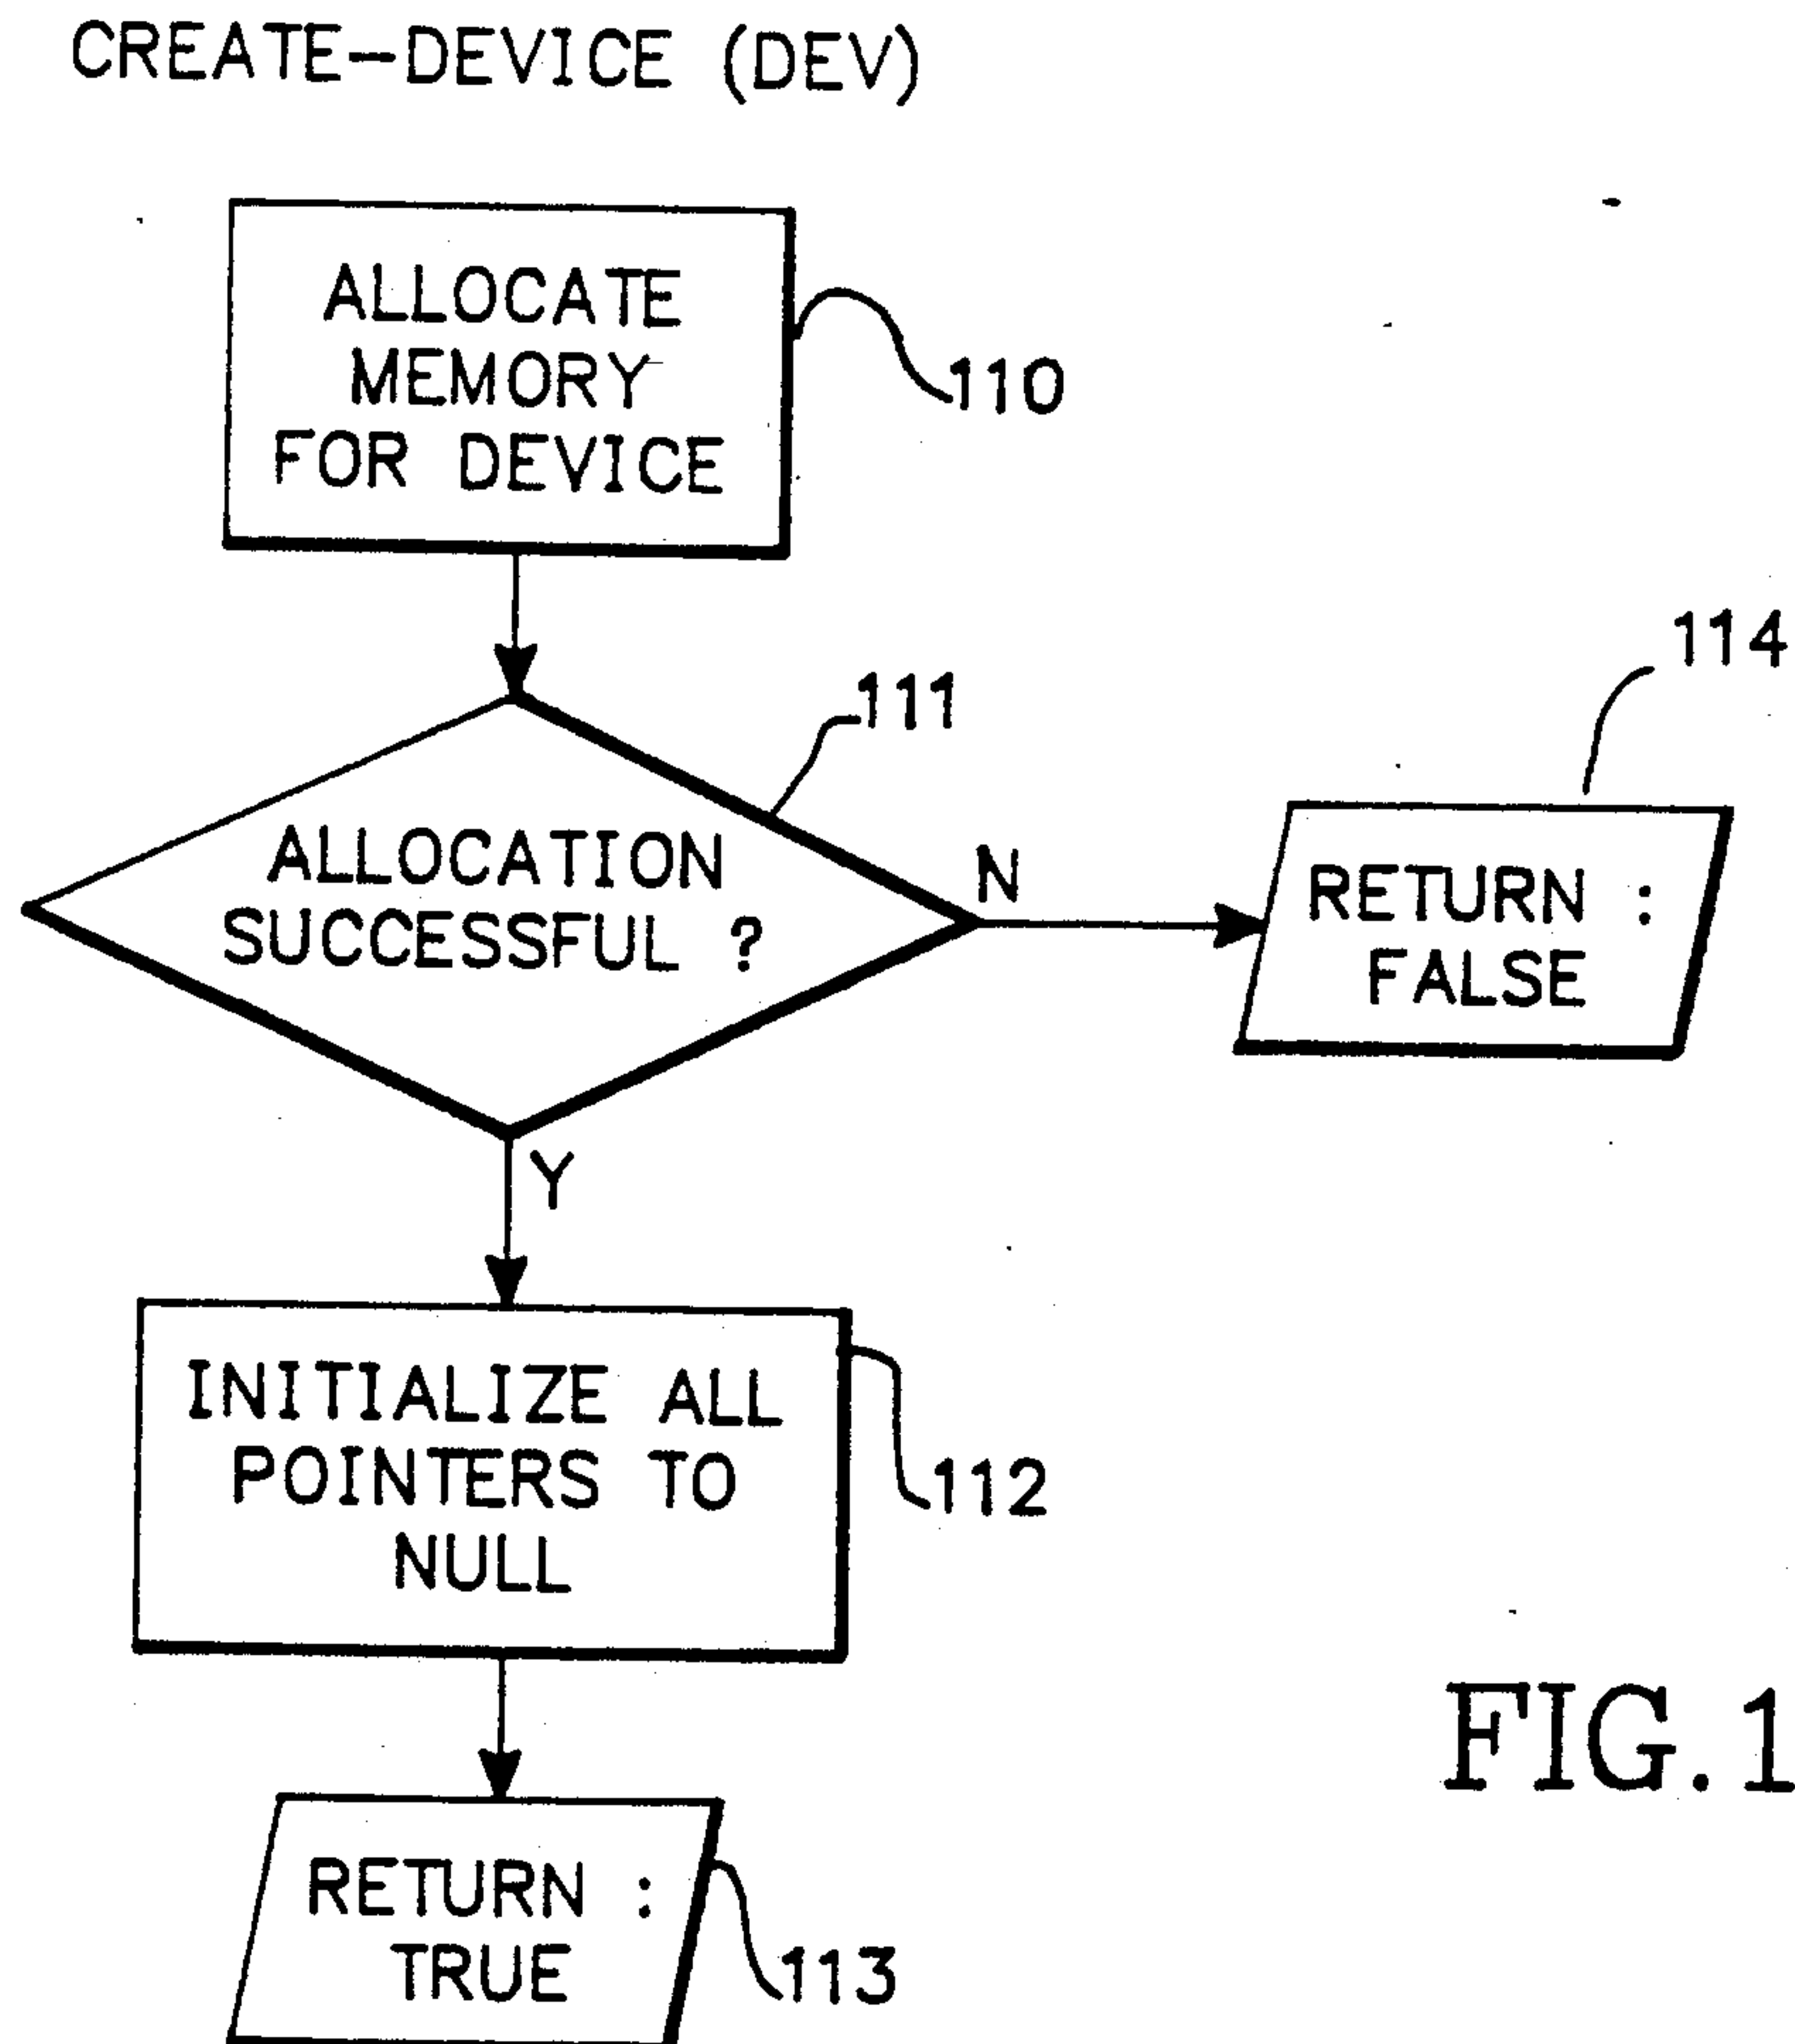 CREATE-DEVICE (DEV)
ALLOCATE
MEMORY
FOR DEVICE
110
111
114
ALLOCATION
SUCCESSFUL ?
N
RETURN :
FALSE
Y
INITIALIZE ALL
POINTERS TO
NULL
112
FIG.1
RETURN :
TRUE
113